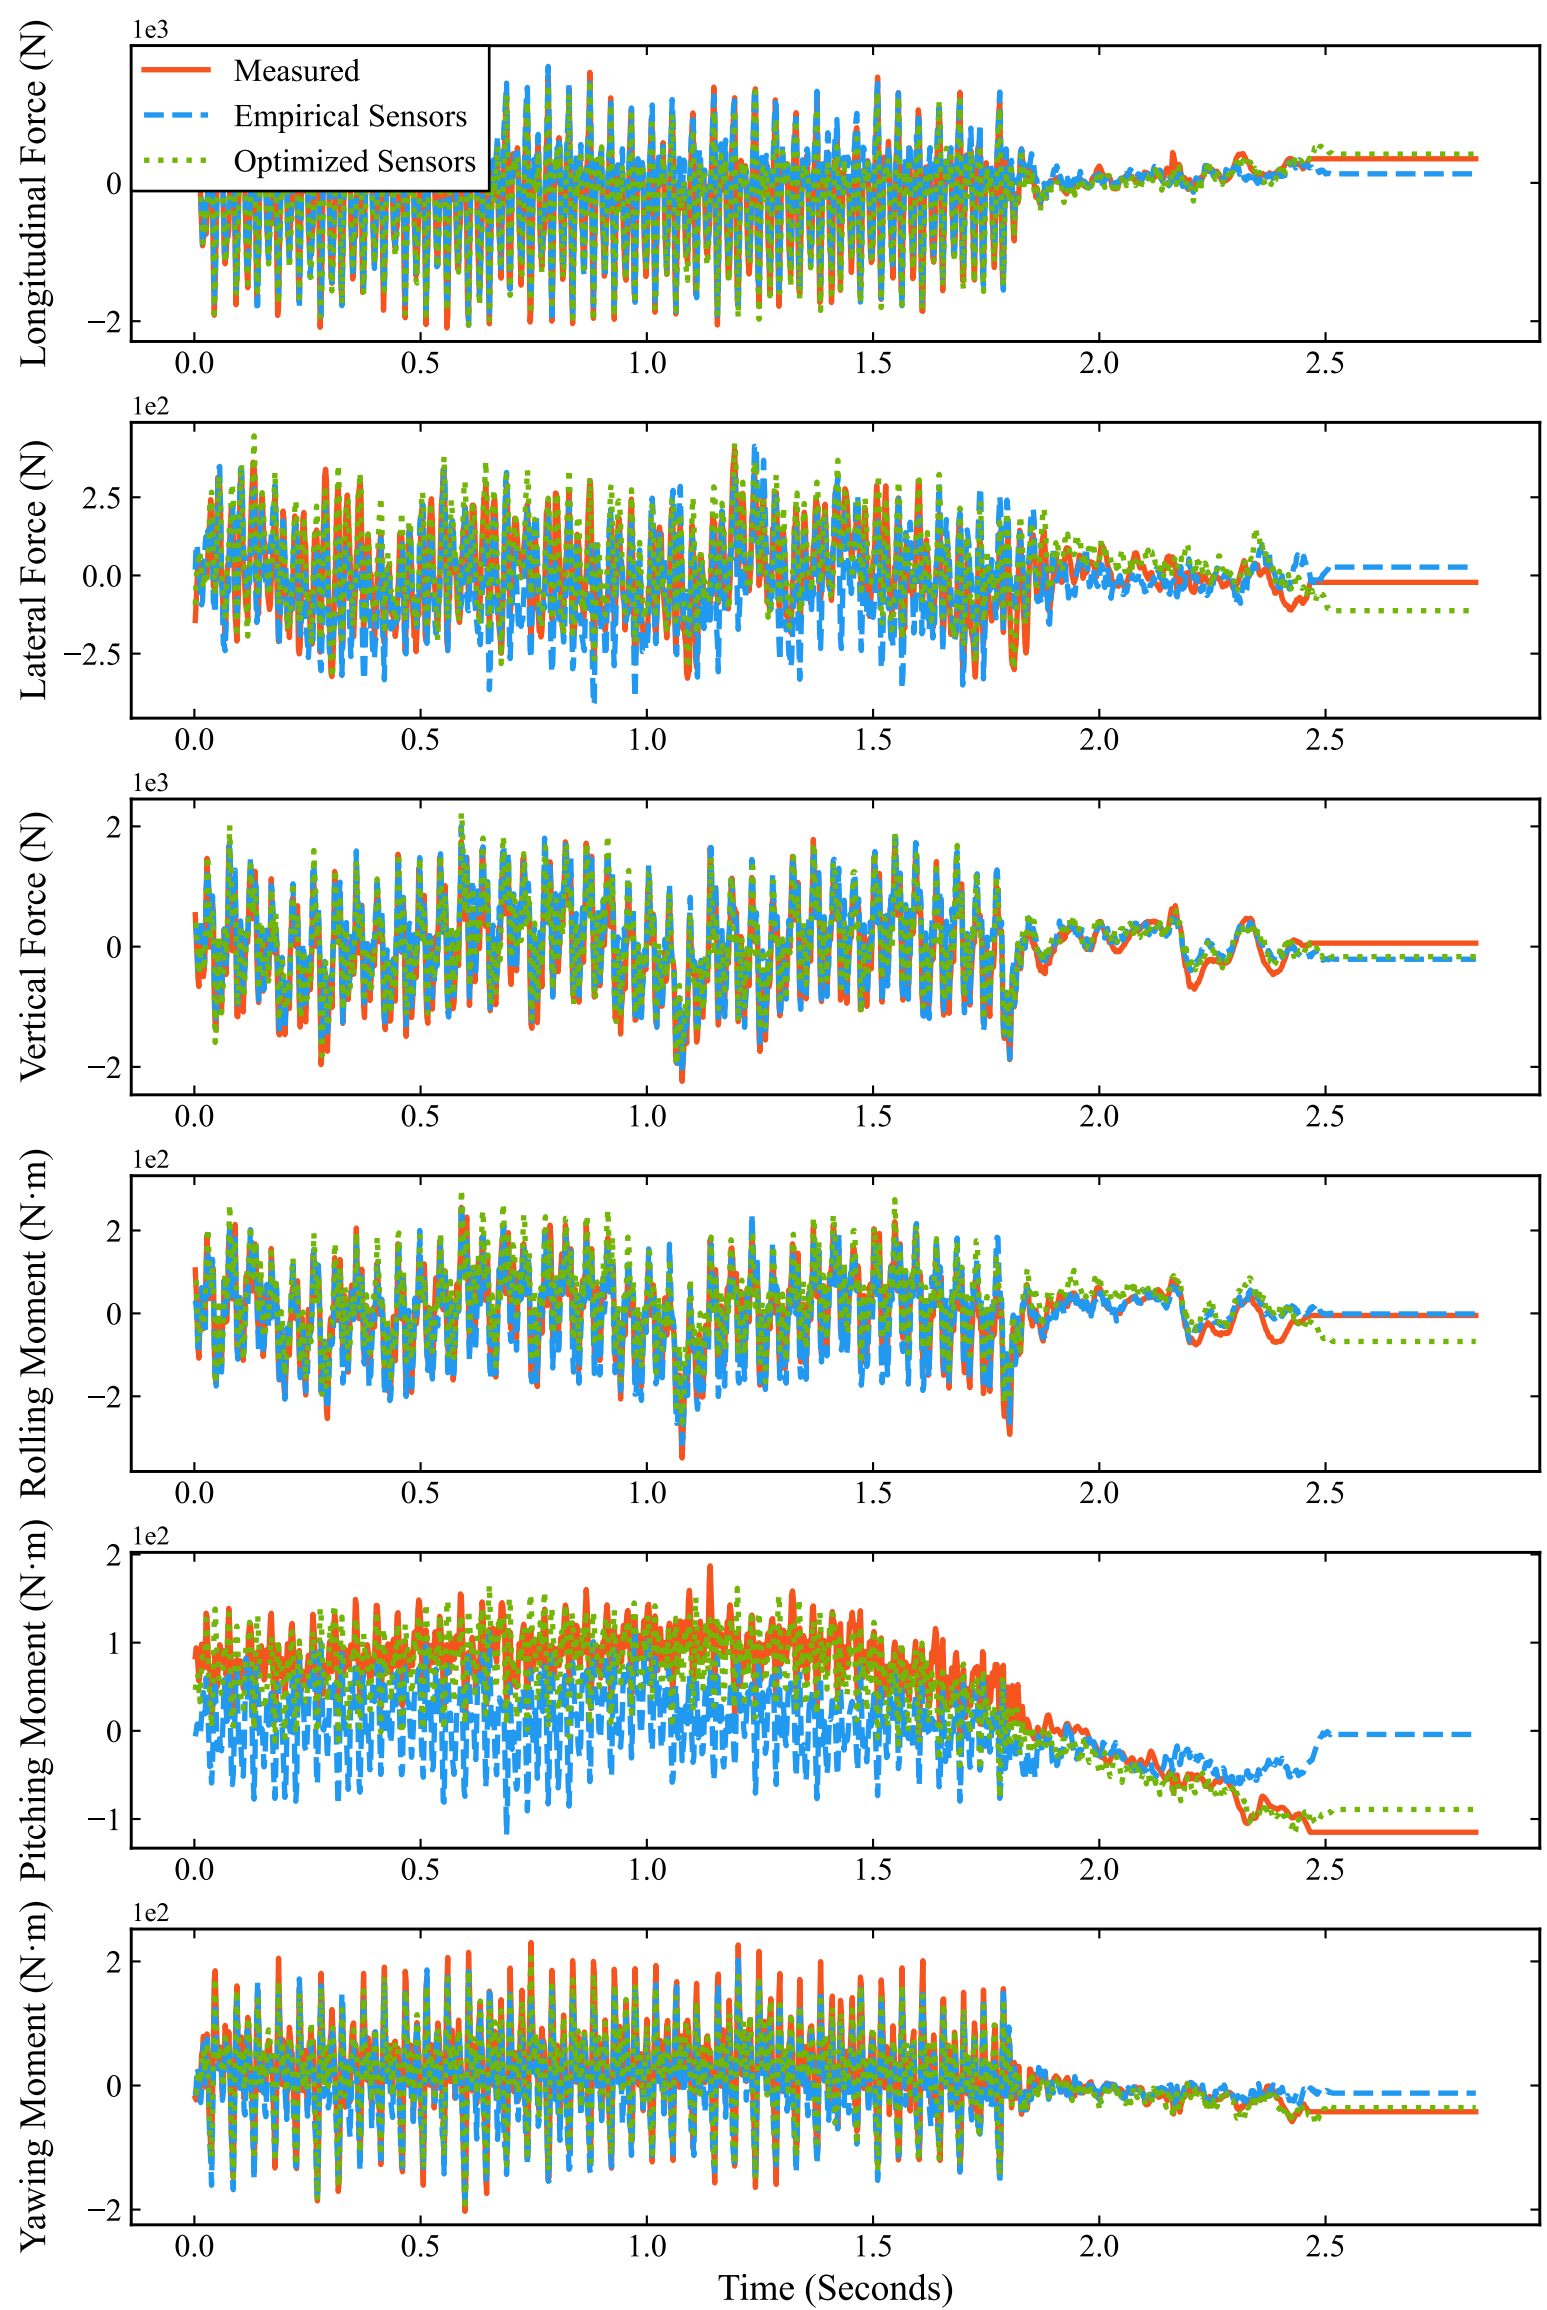 1e3
Longitudinal Force (N)
Measured
Empirical Sensors
Optimized Sensors
0
−2
0.0 0.5 1.0 1.5 2.0 2.5
1e2
Lateral Force (N)
2.5
0.0
−2.5
0.0 0.5 1.0 1.5 2.0 2.5
1e3
Vertical Force (N)
2
0
−2
0.0 0.5 1.0 1.5 2.0 2.5
1e2
Rolling Moment (N·m)
2
0
−2
0.0 0.5 1.0 1.5 2.0 2.5
1e2
Pitching Moment (N·m)
2
1
0
−1
0.0 0.5 1.0 1.5 2.0 2.5
1e2
Yawing Moment (N·m)
2
0
−2
0.0 0.5 1.0 1.5 2.0 2.5
Time (Seconds)